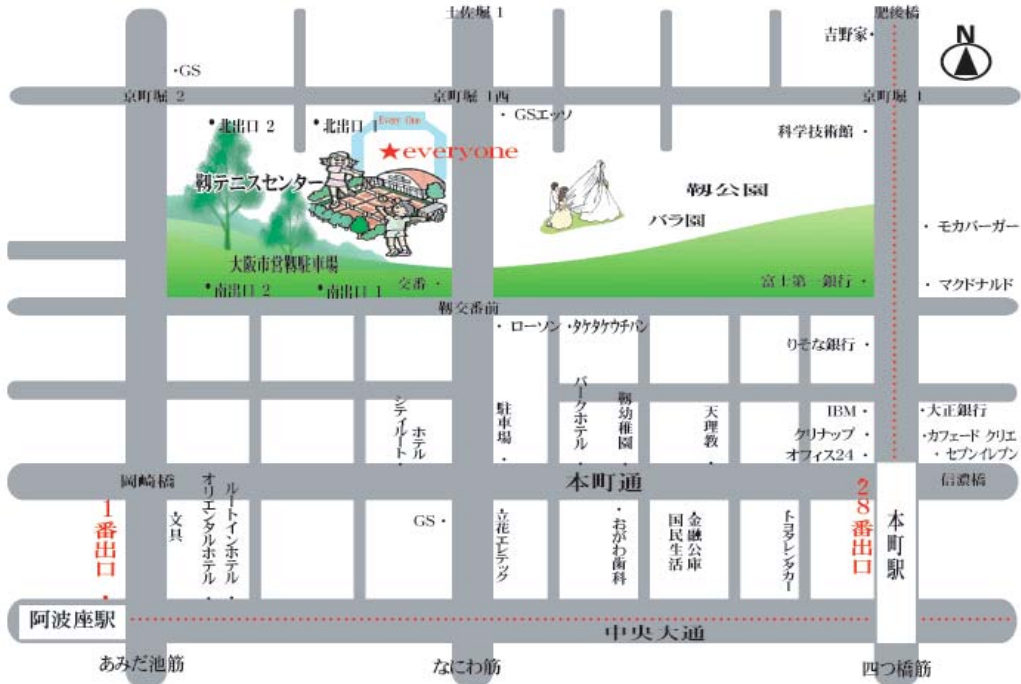 土佐堀 1
肥後橋
吉野家
N
GS
京町堀 2
京町堀 1西
京町堀 1
北出口 2
北出口 1
Every One
GSエッソ
科学技術館
★everyone
靭テニスセンター
靭公園
バラ園
モカバーガー
大阪市営靭駐車場
南出口 2
南出口 1
交番
富士第一銀行
マクドナルド
靭交番前
ローソン
タケタケウチパン
りそな銀行
シティルート
ホテル
駐車場
パークホテル
靭幼稚園
天理教
IBM
大正銀行
クリナップ
カフェード クリエ
オフィス24
セブンイレブン
岡崎橋
本町通
信濃橋
1番出口
文具
オリエンタルホテル
ルートインホテル
GS
立花エレテック
おがわ歯科
国民生活
金融公庫
トヨタレンタカー
28番出口
本町駅
阿波座駅
中央大通
あみだ池筋
なにわ筋
四つ橋筋